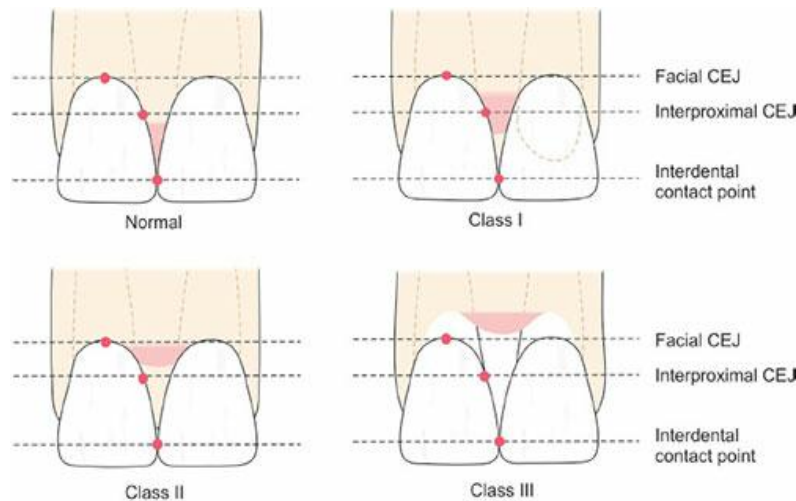 Facial CEJ
Interproximal CEJ
Interdental
contact point
Normal
Class I
Facial CEJ
Interproximal CEJ
Interdental
contact point
Class II
Class III